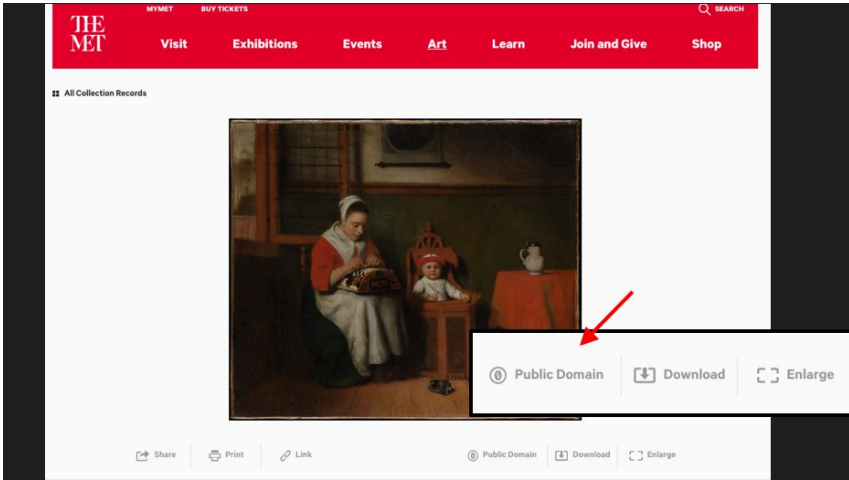 THE
MET
MYMET BUY TICKETS SEARCH
Visit Exhibitions Events Art Learn Join and Give Shop
All Collection Records
Public Domain Download Enlarge
Share Print Link Public Domain Download Enlarge